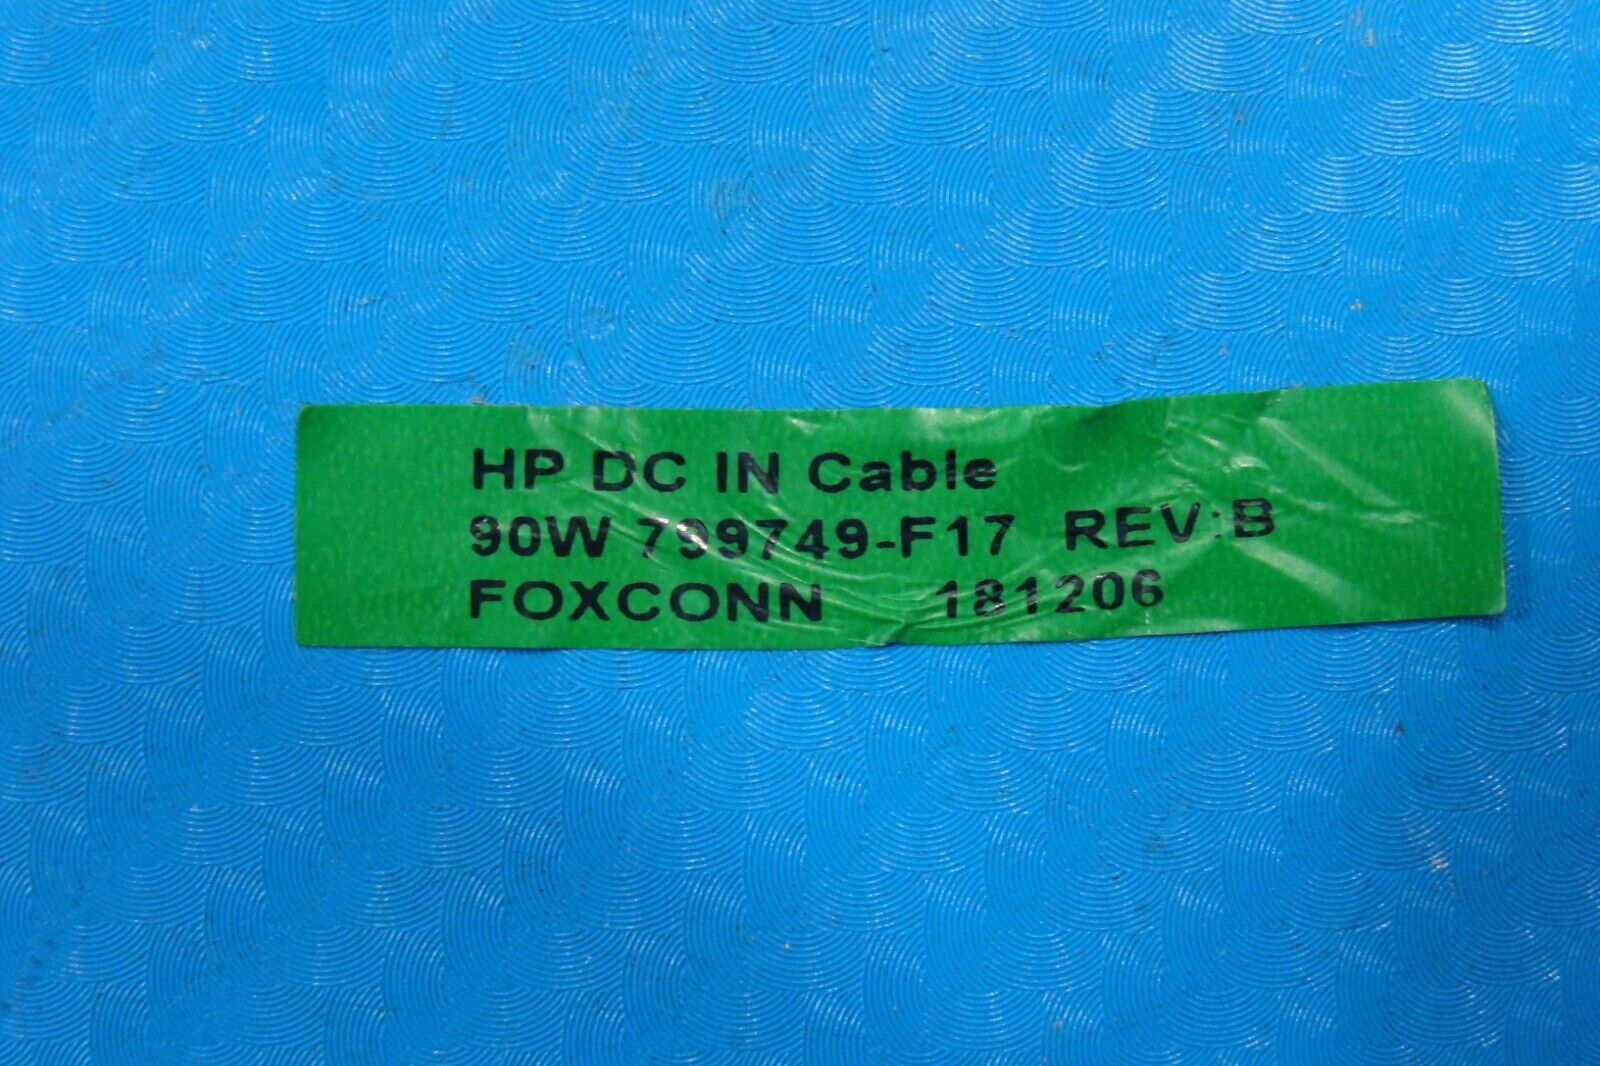 HP DC IN Cable
90W 799749-F17 REV:B
FOXCONN 181206